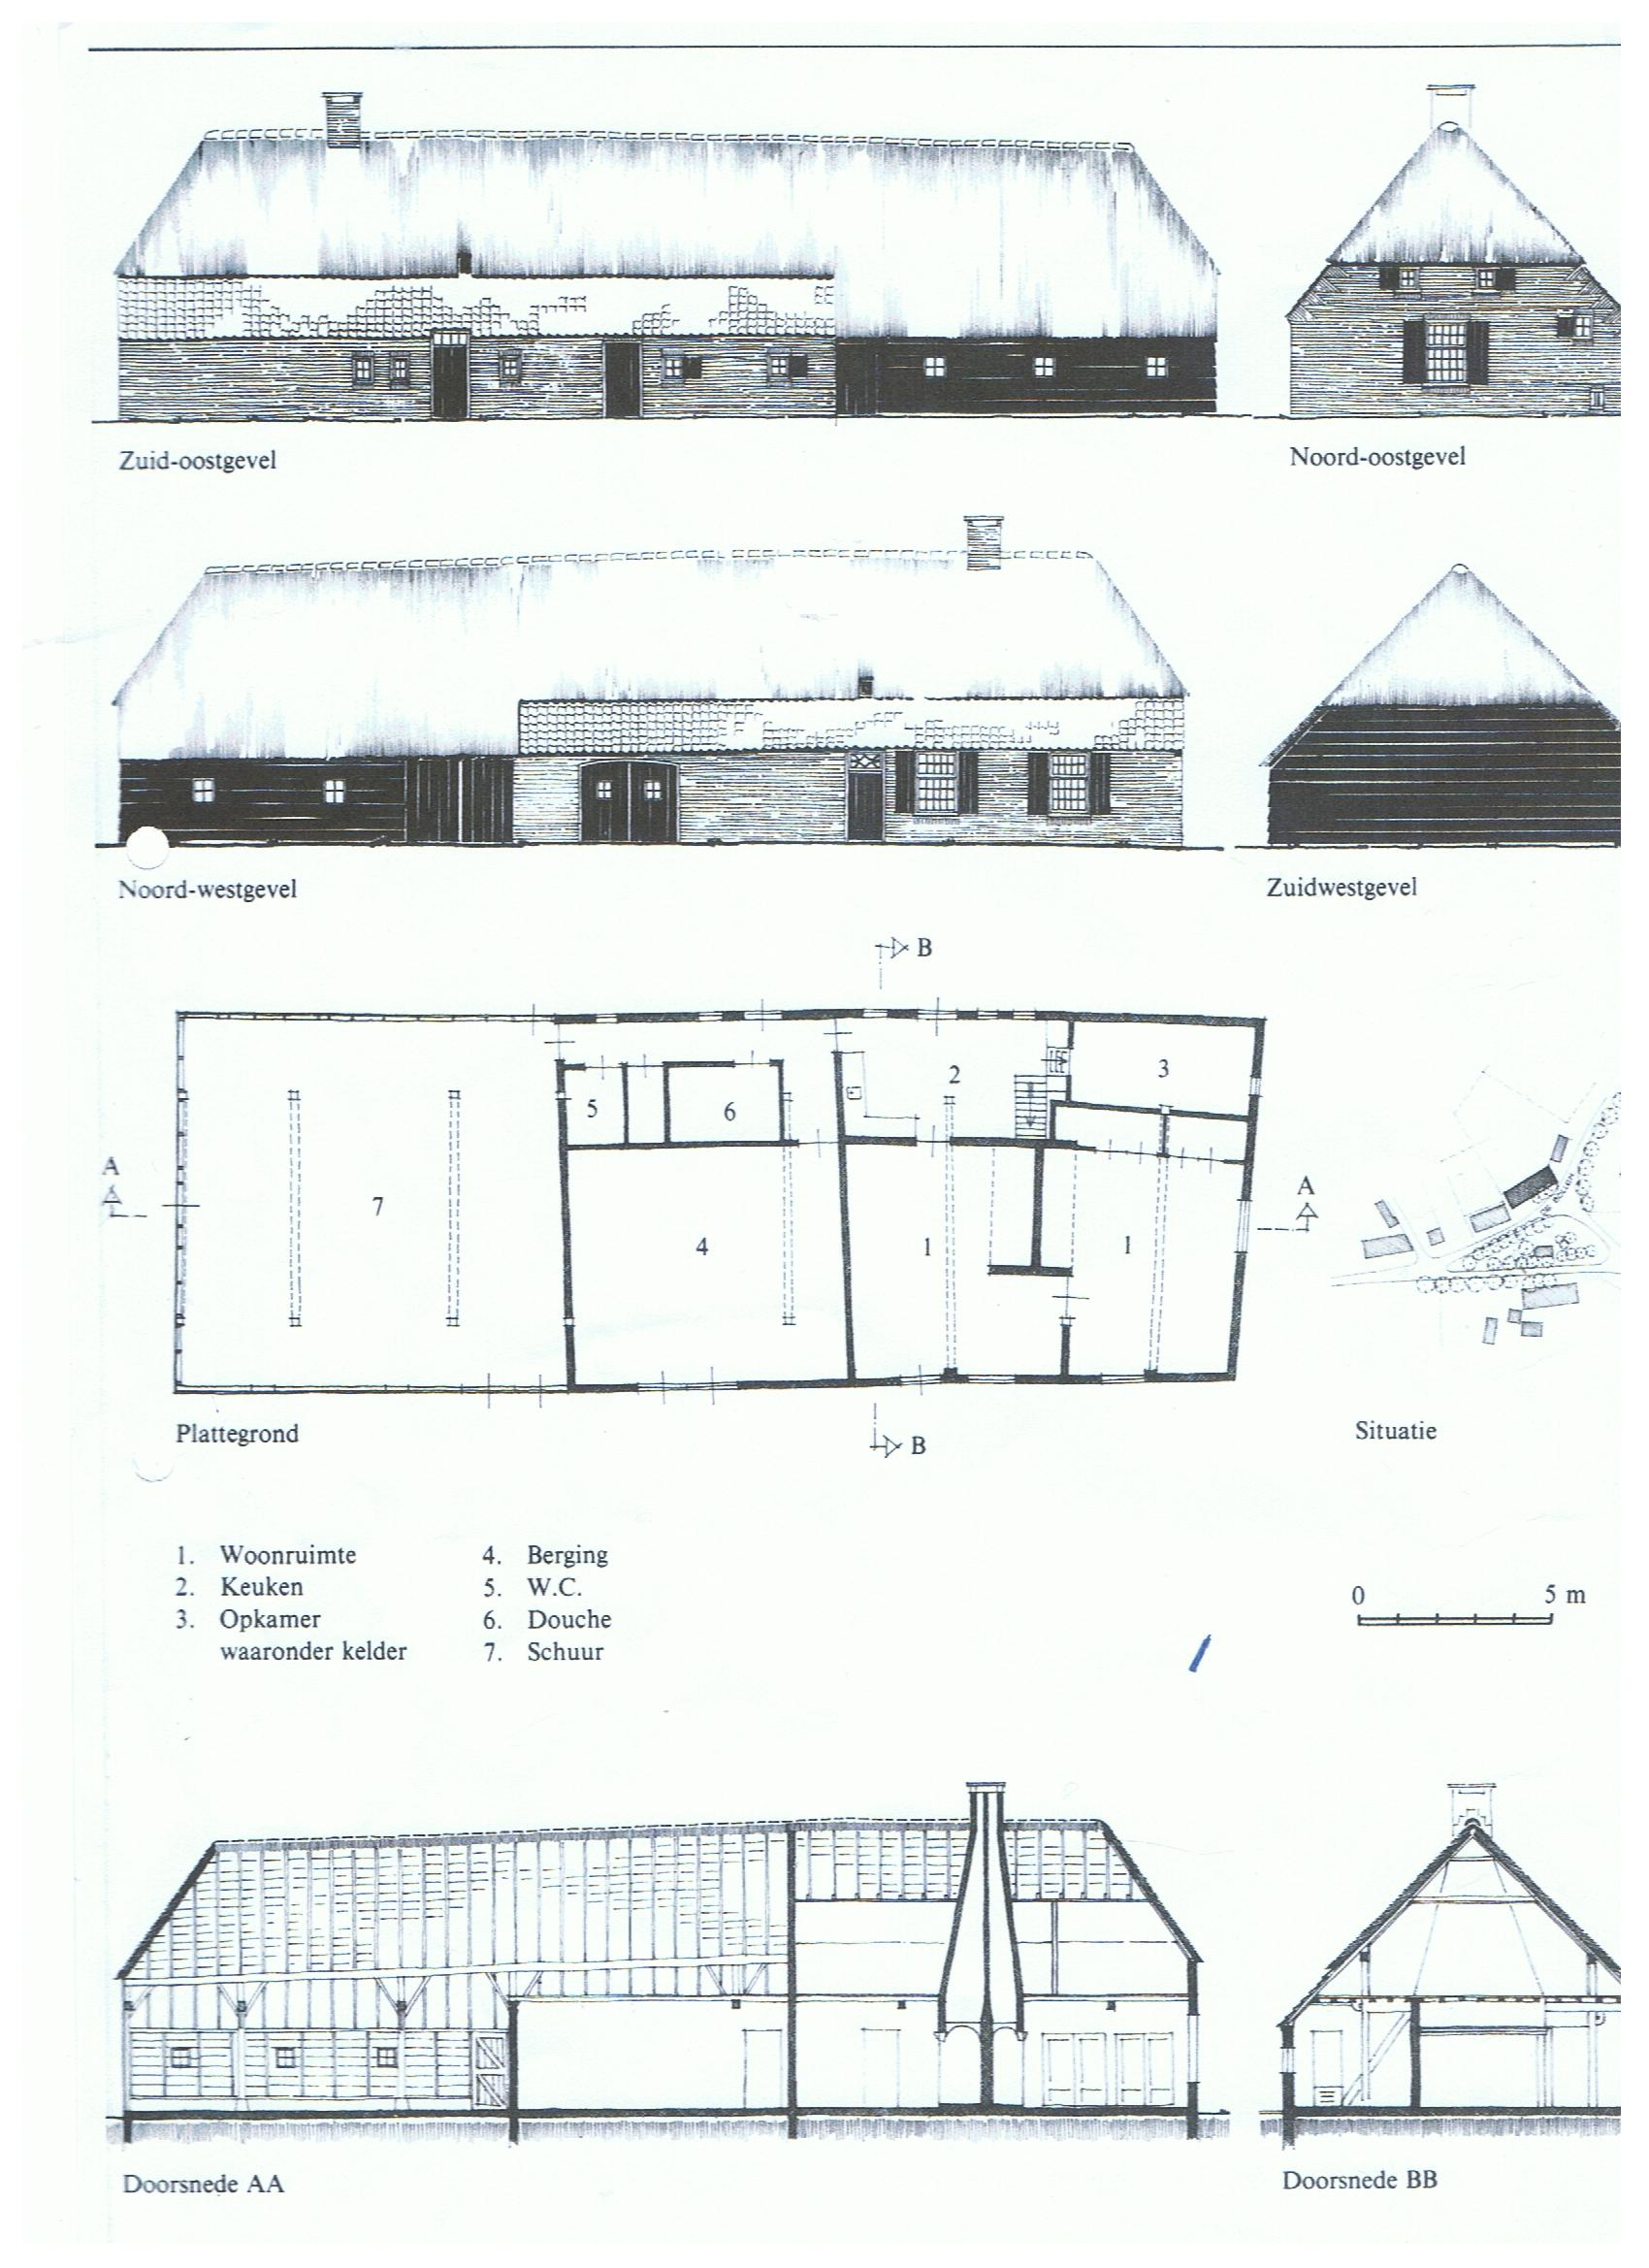 Zuid-oostgevel
Noord-oostgevel
Noord-westgevel
Zuidwestgevel
B
3
2
5
6
A
A
7
4
1
1
Plattegrond
B
Situatie
1. Woonruimte
2. Keuken
3. Opkamer
waaronder kelder
4. Berging
5. W.C.
6. Douche
7. Schuur
0 5 m
Doorsnede AA
Doorsnede BB